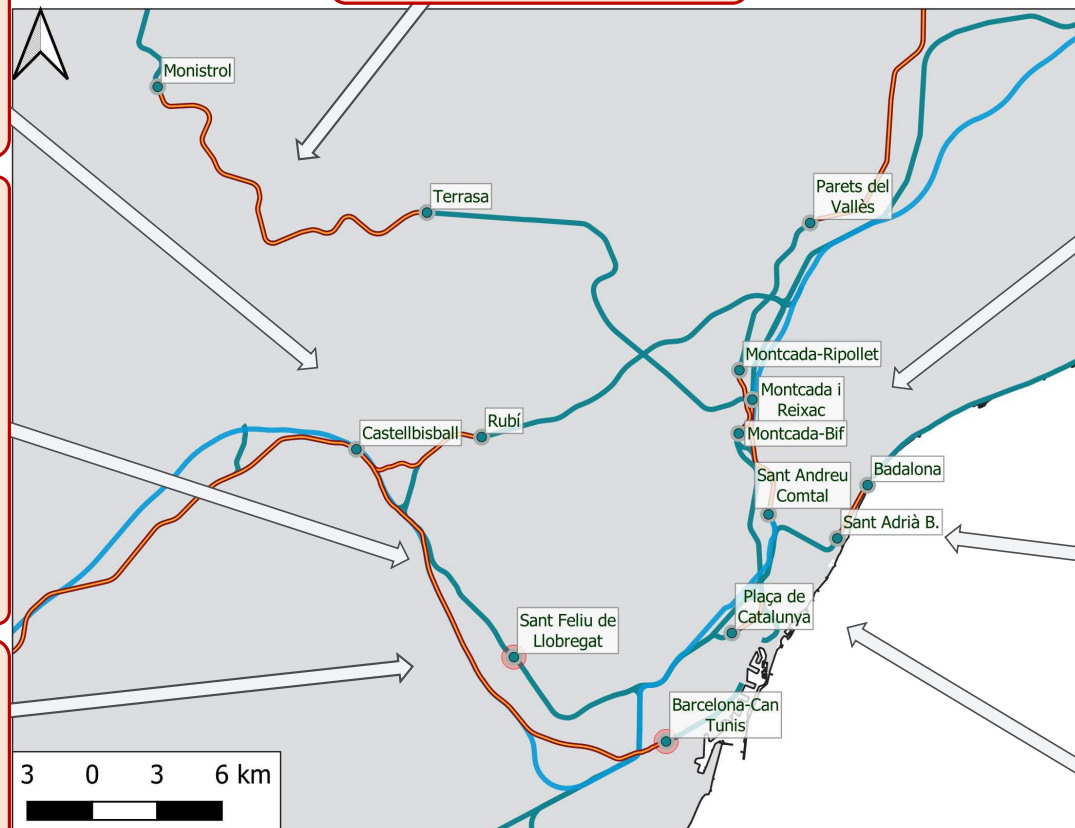 Monistrol
Terrasa
Parets del
Vallès
Montcada-Ripollet
Montcada i
Reixac
Montcada-Bif
Castellbisball
Rubí
Sant Andreu
Comtal
Badalona
Sant Adrià B.
Plaça de
Catalunya
Sant Feliu de
Llobregat
Barcelona-Can
Tunis
3 0 3 6 km